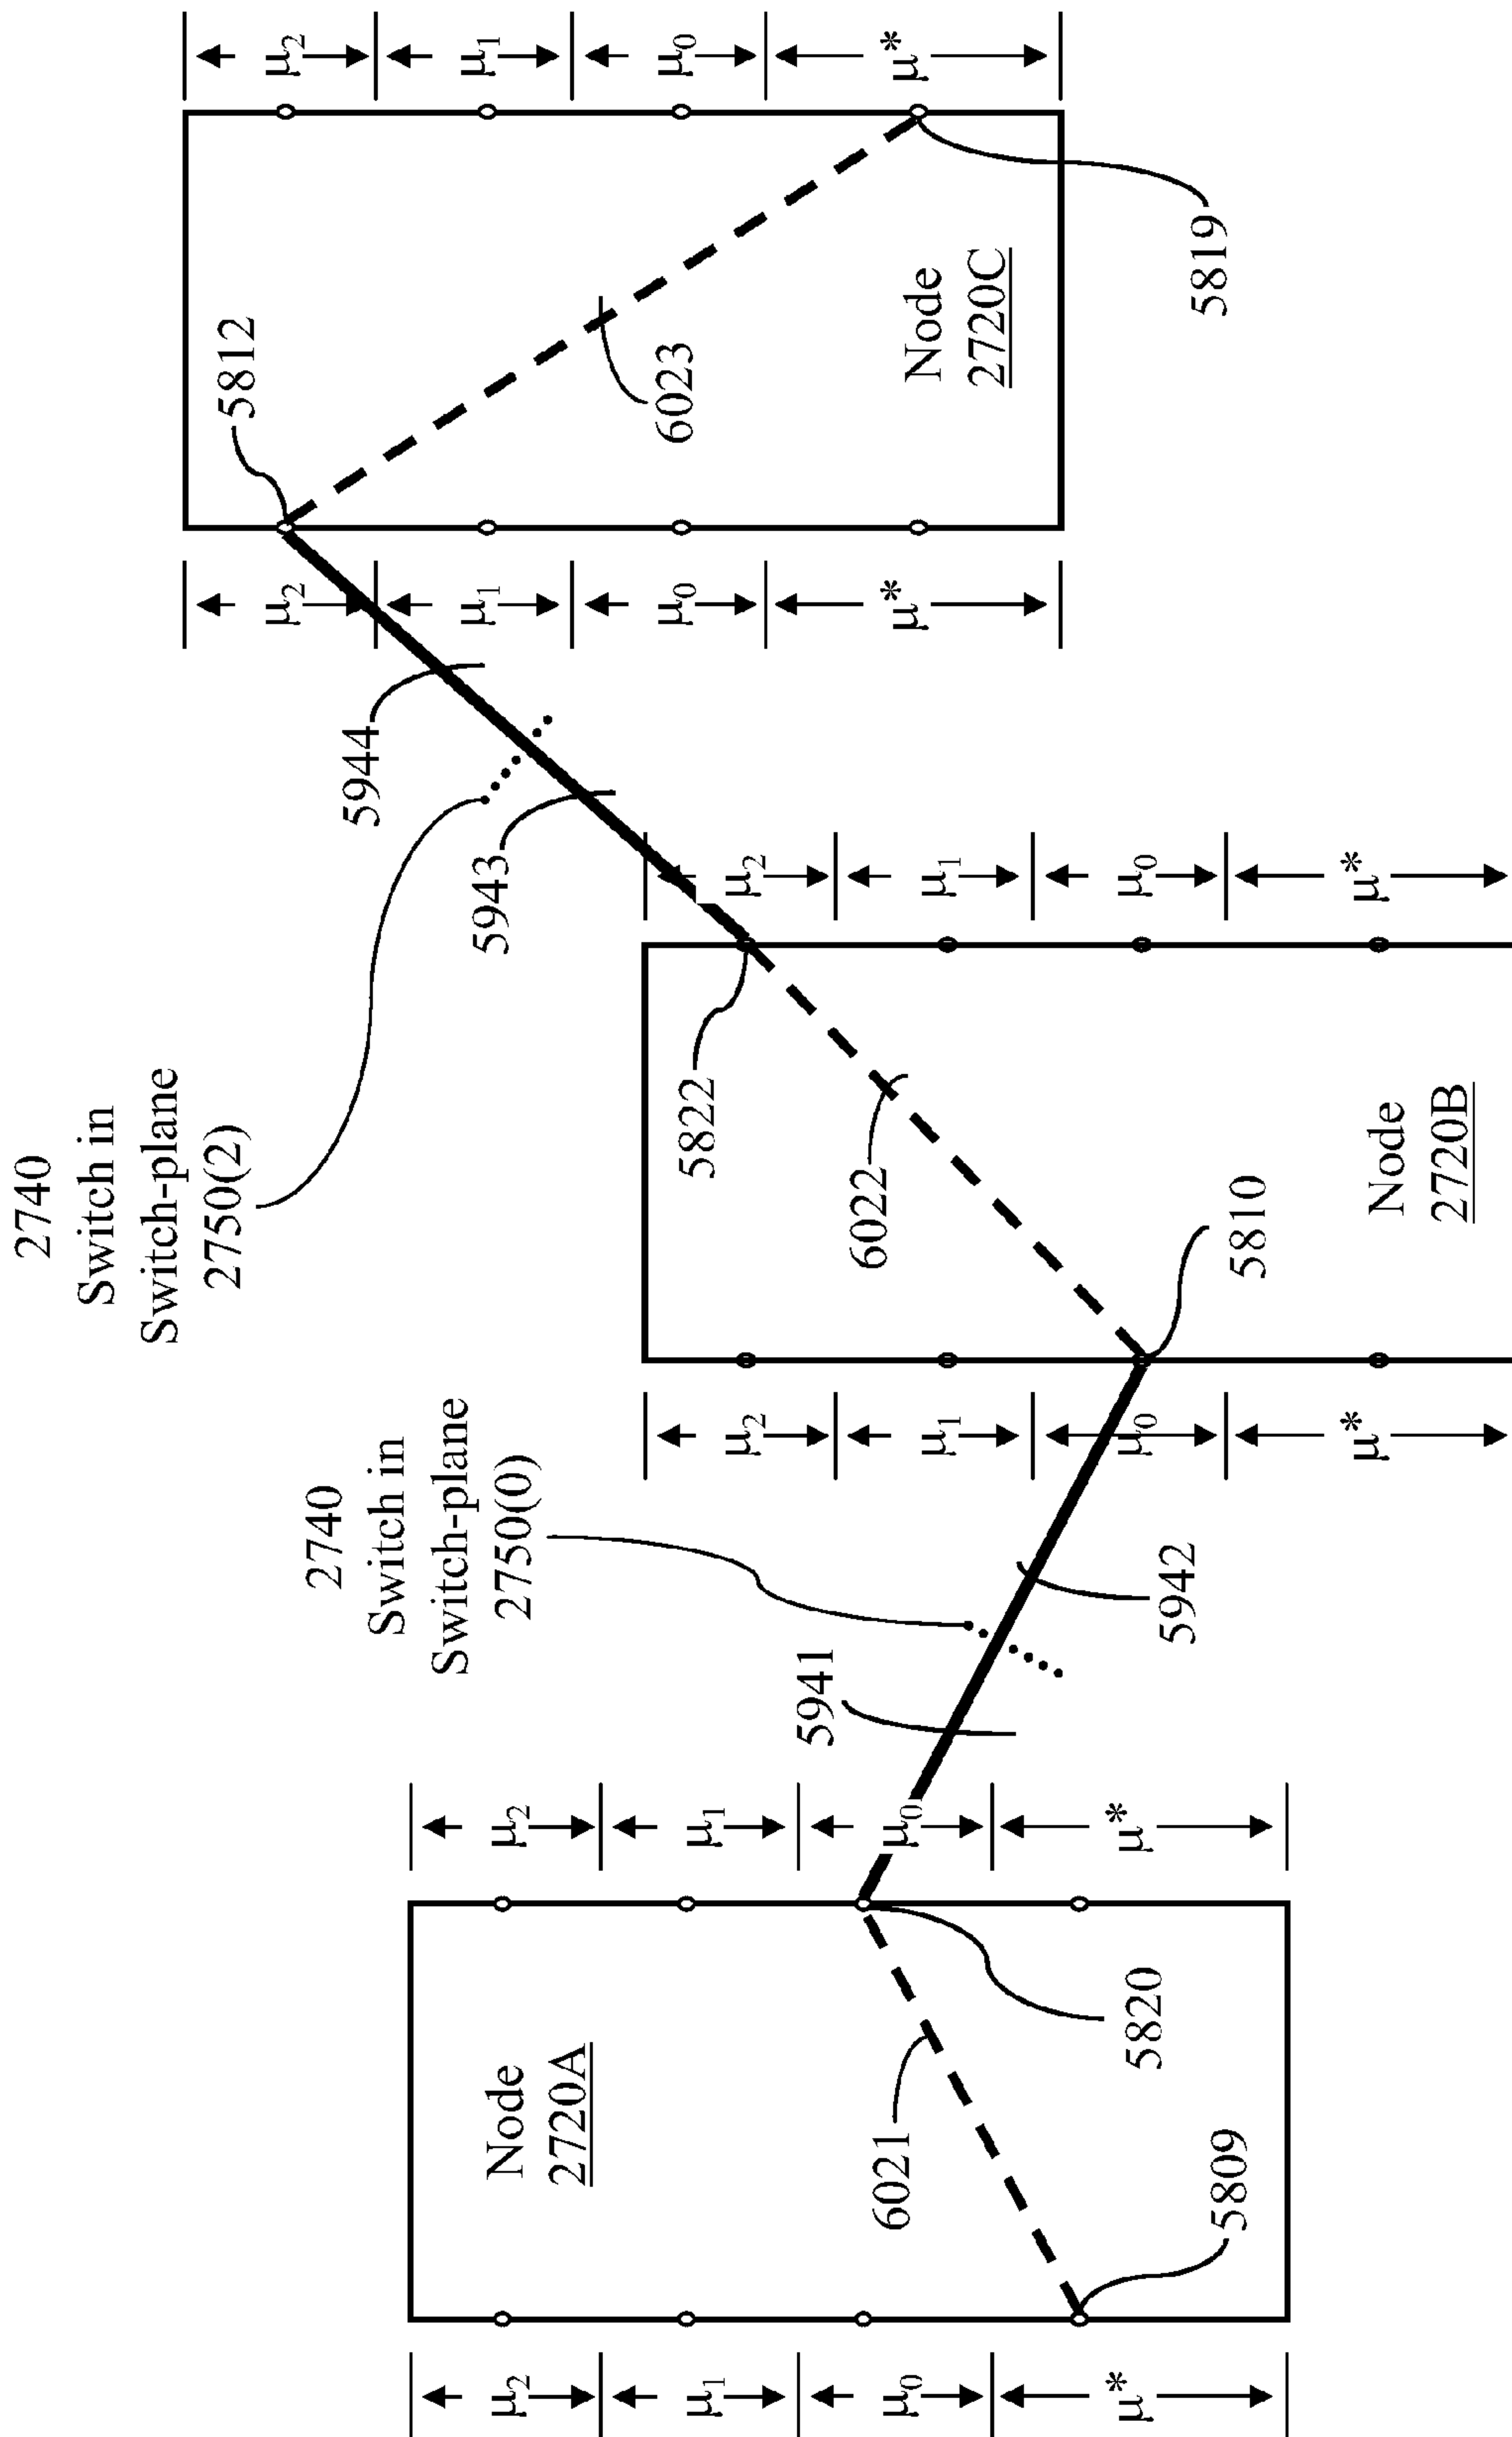 2740
Switch in
Switch-plane
2750(2)
2740
Switch in
Switch-plane
2750(0)
μ2
μ1
μ0
μ*
Node
2720A
6021
5809
5820
μ2
μ1
μ0
μ*
5941
5942
μ2
μ1
μ0
μ*
5810
6022
5822
Node
2720B
μ2
μ1
μ0
μ*
5943
5944
μ2
μ1
μ0
μ*
5812
6023
Node
2720C
5819
μ2
μ1
μ0
μ*